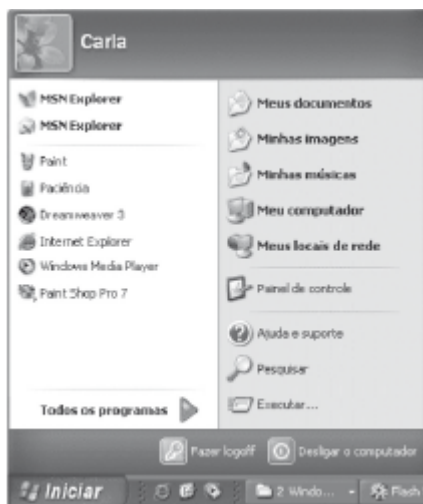 Carla
MSN Explorer
MSN Explorer
Paint
Paciência
Dreamweaver 3
Internet Explorer
Windows Media Player
Paint Shop Pro 7
Todos os programas
Meus documentos
Minhas imagens
Minhas músicas
Meu computador
Meus locais de rede
Painel de controle
Ajuda e suporte
Pesquisar
Executar...
Fazer logoff
Desligar o computador
Iniciar
2 Windo...
Flash